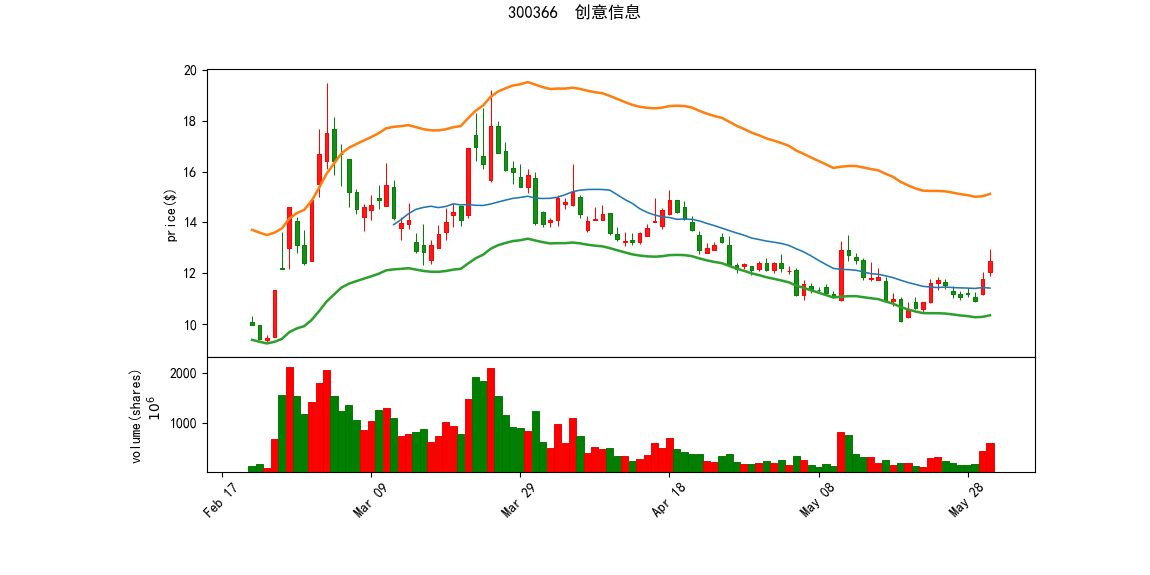 300366  创意信息
20
18
16
14
12
10
price($)
2000
1000
volume(shares)
10^6
Feb 17
Mar 09
Mar 29
Apr 18
May 08
May 28